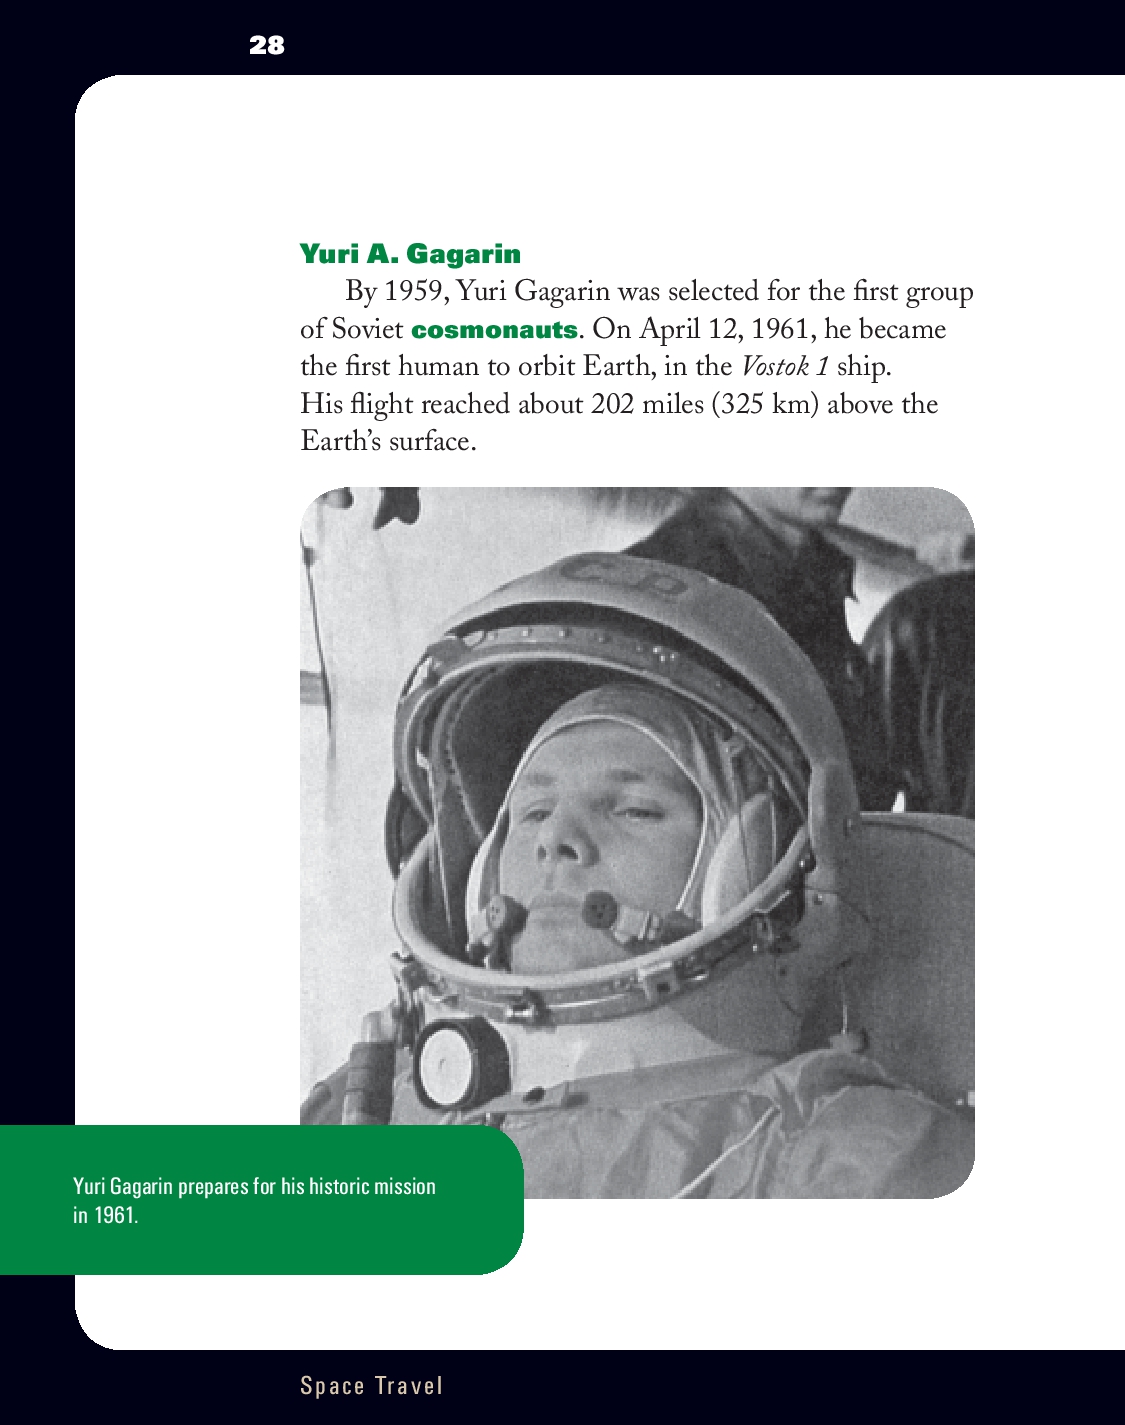 28
Yuri A. Gagarin
By 1959, Yuri Gagarin was selected for the first group
of Soviet cosmonauts. On April 12, 1961, he became
the first human to orbit Earth, in the Vostok 1 ship.
His flight reached about 202 miles (325 km) above the
Earth's surface.
Yuri Gagarin prepares for his historic mission
in 1961.
Space Travel